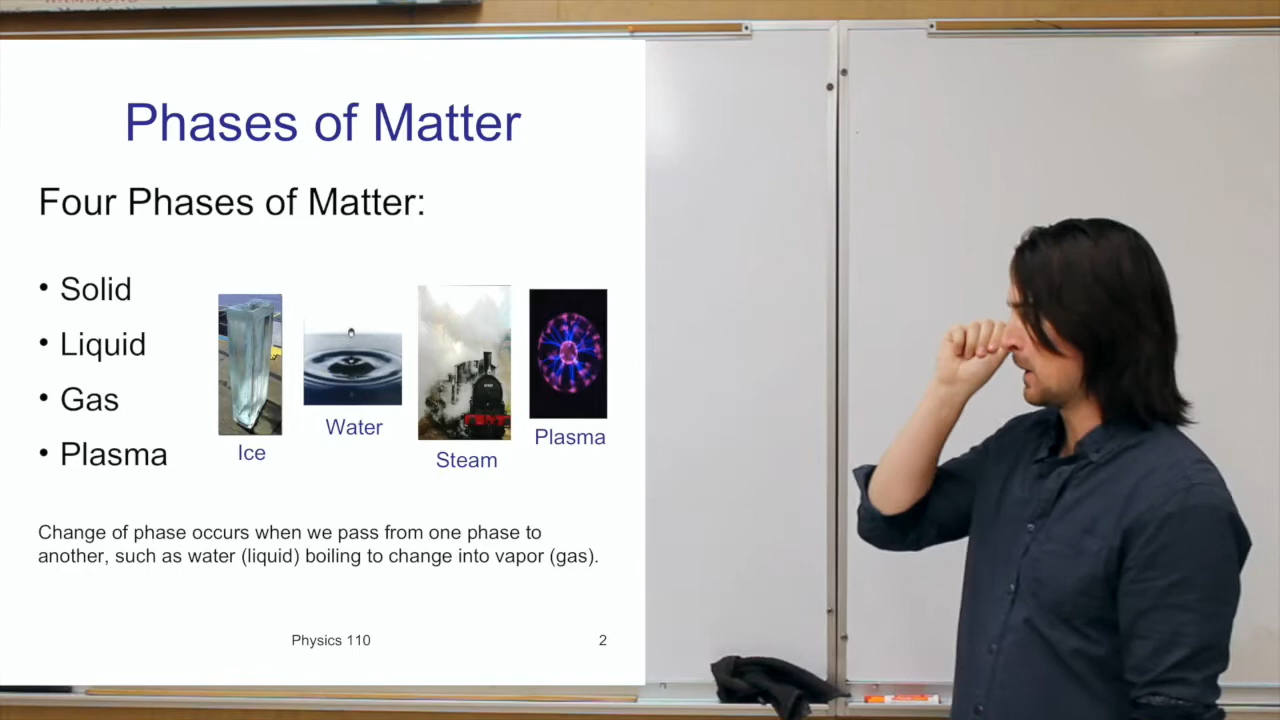 HAMMOND
Phases of Matter
Four Phases of Matter:
• Solid
• Liquid
• Gas
• Plasma
Ice
Water
Steam
Plasma
Change of phase occurs when we pass from one phase to
another, such as water (liquid) boiling to change into vapor (gas).
Physics 110
2